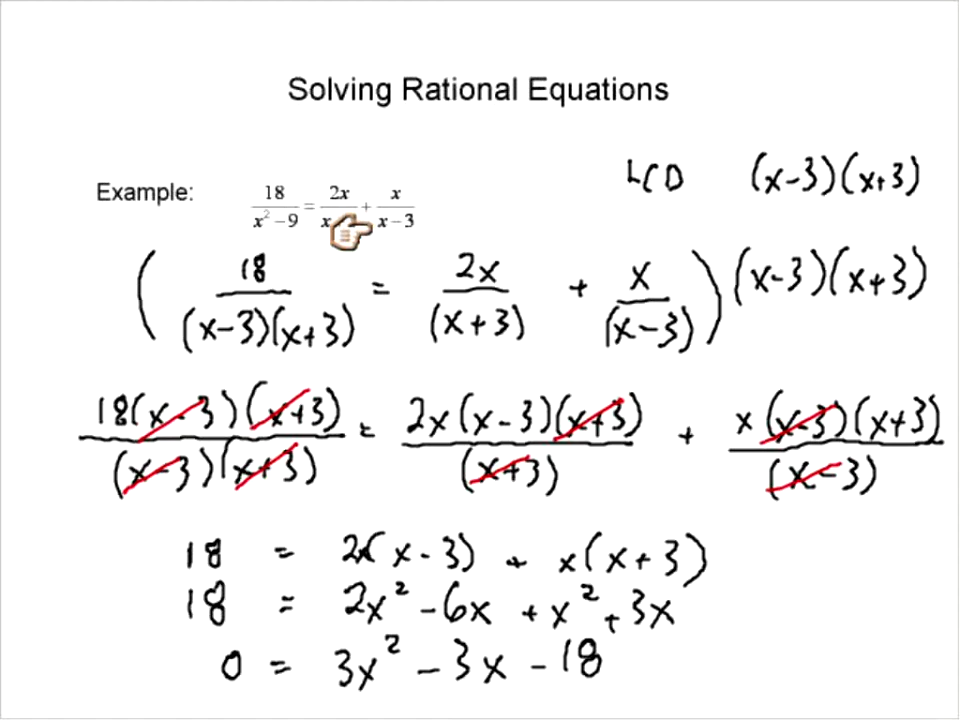 Solving Rational Equations
LCD (x-3)(x+3)
Example: 18/(x²-9) = 2x/x + x/(x-3)
( 18/((x-3)(x+3)) = 2x/(x+3) + x/(x-3) ) (x-3)(x+3)
18(x-3)(x+3)/((x-3)(x+3)) = 2x(x-3)(x+3)/(x+3) + x(x-3)(x+3)/(x-3)
18 = 2x(x-3) + x(x+3)
18 = 2x² -6x + x² + 3x
0 = 3x² - 3x - 18